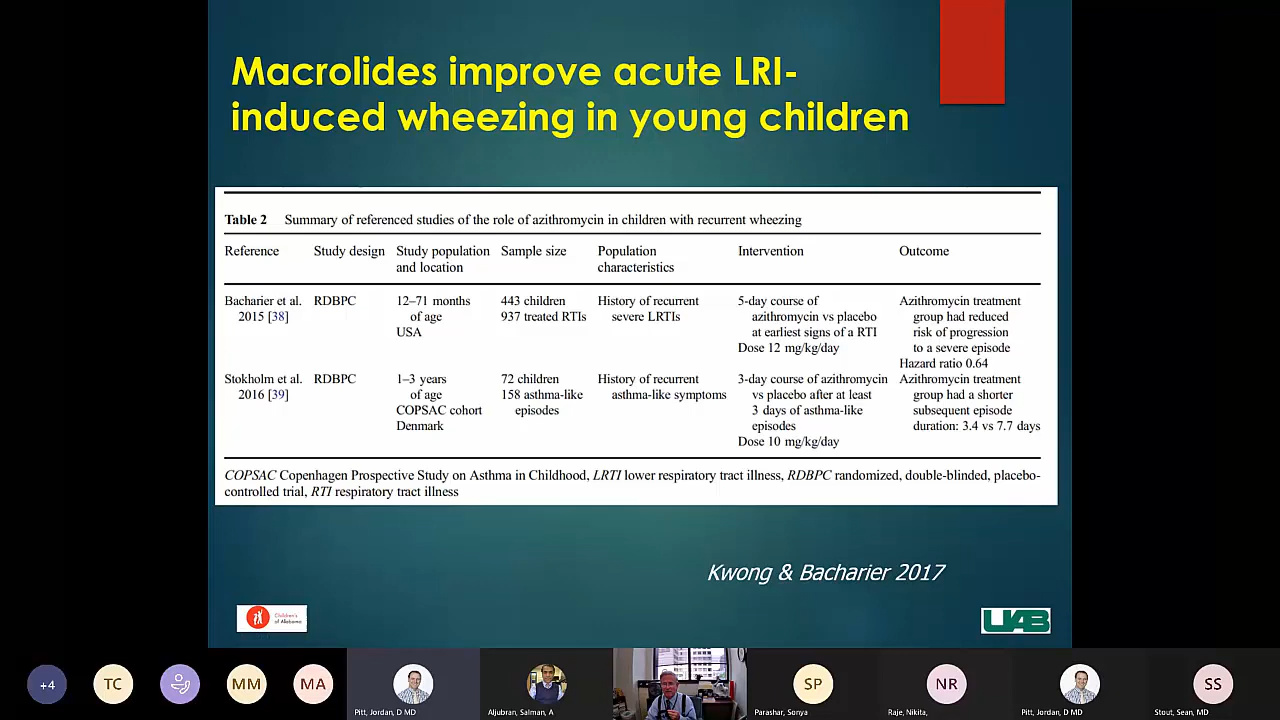 Macrolides improve acute LRI-
induced wheezing in young children
Table 2 Summary of referenced studies of the role of azithromycin in children with recurrent wheezing
Reference Study design Study population Sample size Population Intervention Outcome
and location characteristics
Bacharier et al. RDBPC 12–71 months 443 children History of recurrent 5-day course of Azithromycin treatment
2015 [38] of age 937 treated RTIs severe LRTIs azithromycin vs placebo group had reduced
USA at earliest signs of a RTI risk of progression
Dose 12 mg/kg/day to a severe episode
Hazard ratio 0.64
Stokholm et al. RDBPC 1–3 years 72 children History of recurrent 3-day course of azithromycin Azithromycin treatment
2016 [39] of age 158 asthma-like asthma-like symptoms vs placebo after at least group had a shorter
COPSAC cohort episodes 3 days of asthma-like subsequent episode
Denmark episodes duration: 3.4 vs 7.7 days
Dose 10 mg/kg/day
COPSAC Copenhagen Prospective Study on Asthma in Childhood, LRTI lower respiratory tract illness, RDBPC randomized, double-blinded, placebo-
controlled trial, RTI respiratory tract illness
Kwong & Bacharier 2017
Children's
of Alabama
UAB
+4 TC MM MA SP NR SS
Pitt, Jordan, D MD Aljubran, Salman, A Parashar, Sonya Raje, Nikita, Pitt, Jordan, D MD Stout, Sean, MD